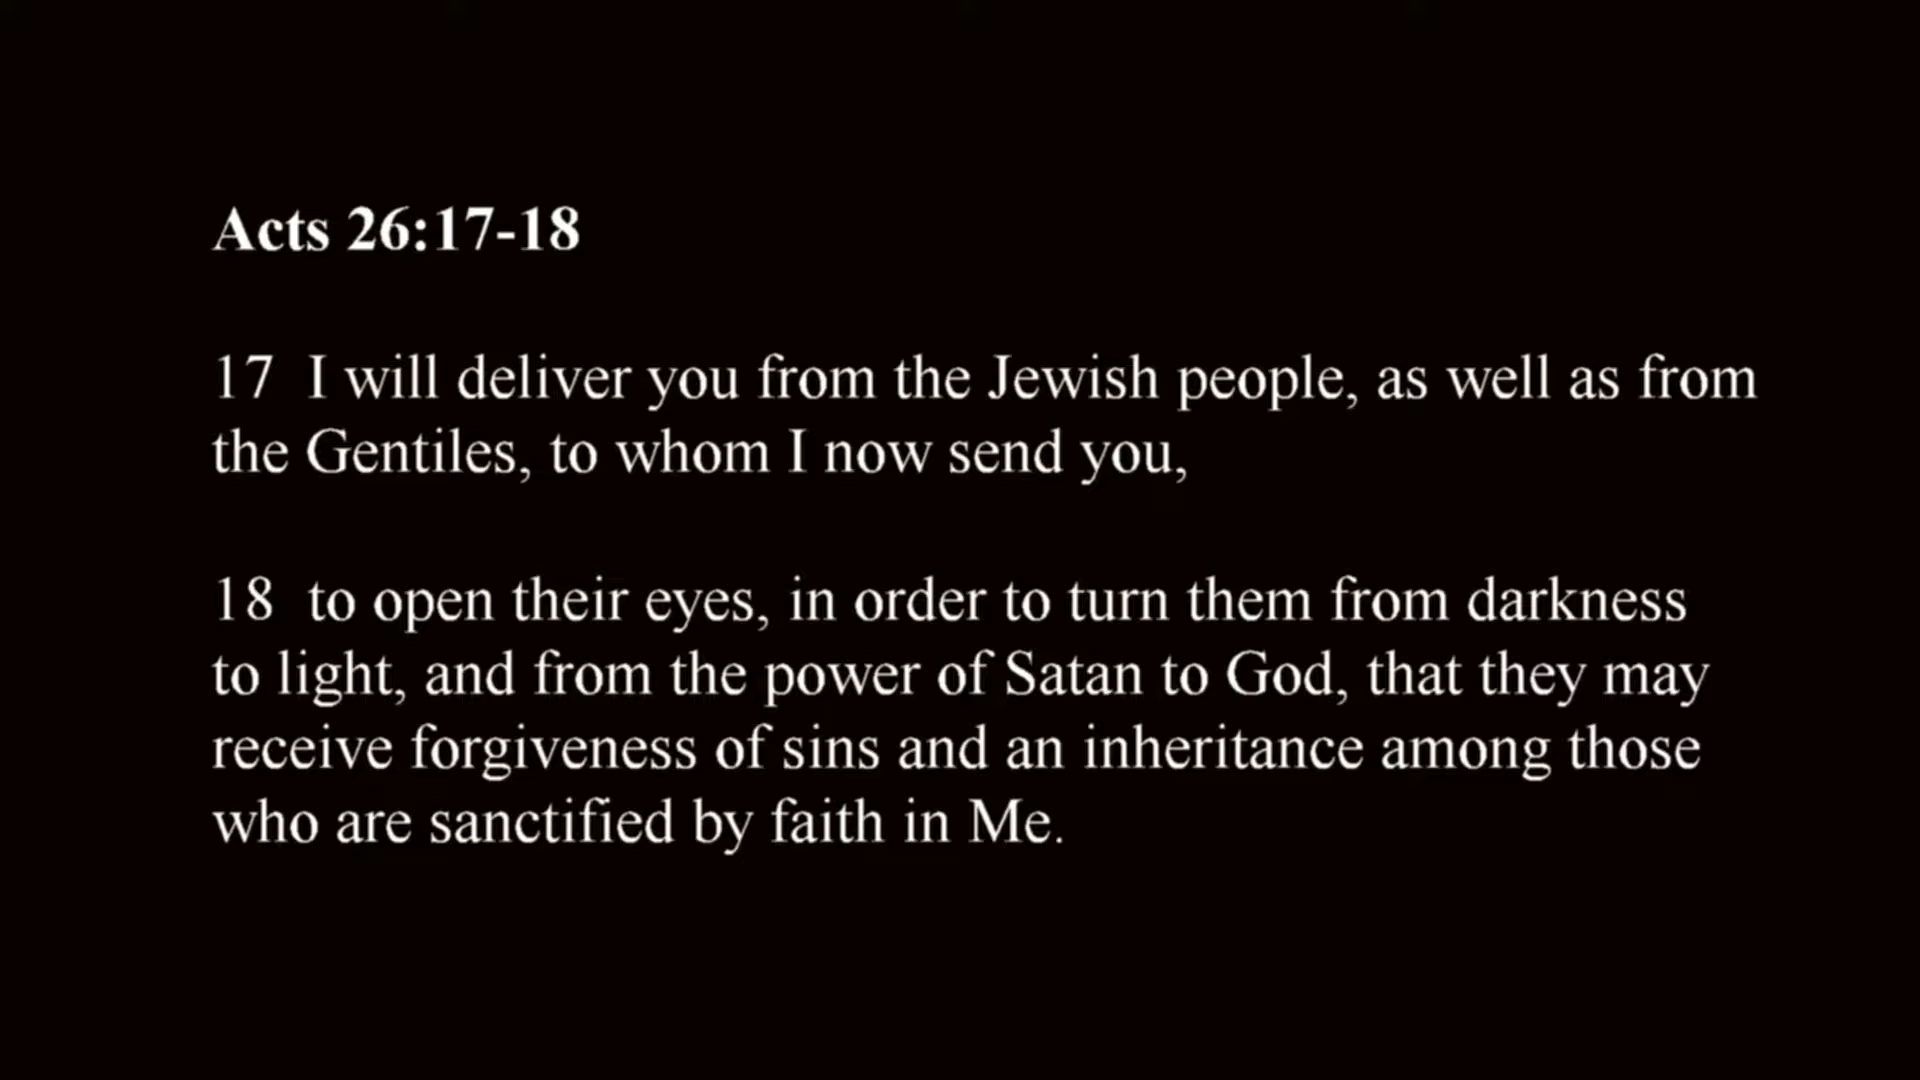 Acts 26:17-18
17 I will deliver you from the Jewish people, as well as from
the Gentiles, to whom I now send you,
18 to open their eyes, in order to turn them from darkness
to light, and from the power of Satan to God, that they may
receive forgiveness of sins and an inheritance among those
who are sanctified by faith in Me.